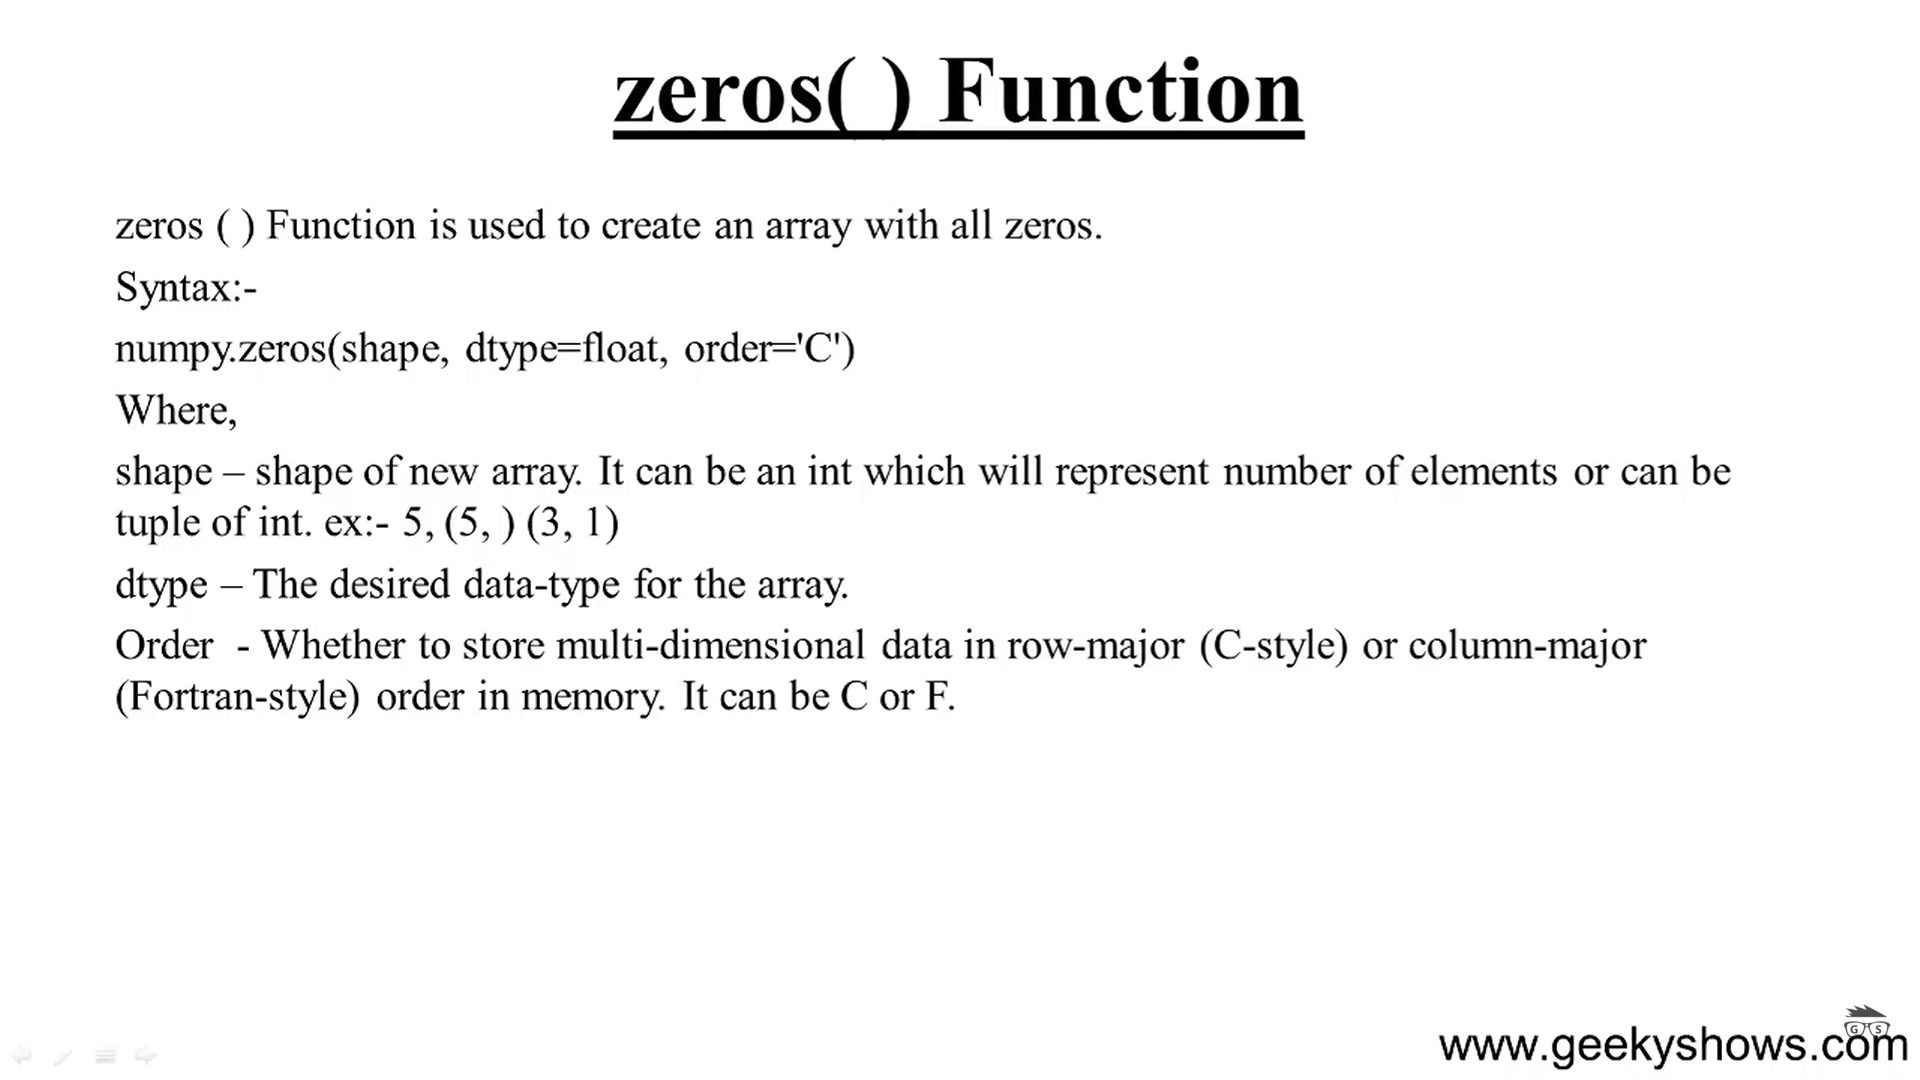 zeros( ) Function
zeros ( ) Function is used to create an array with all zeros.
Syntax:-
numpy.zeros(shape, dtype=float, order='C')
Where,
shape – shape of new array. It can be an int which will represent number of elements or can be
tuple of int. ex:- 5, (5, ) (3, 1)
dtype – The desired data-type for the array.
Order  - Whether to store multi-dimensional data in row-major (C-style) or column-major
(Fortran-style) order in memory. It can be C or F.
G S
www.geekyshows.com